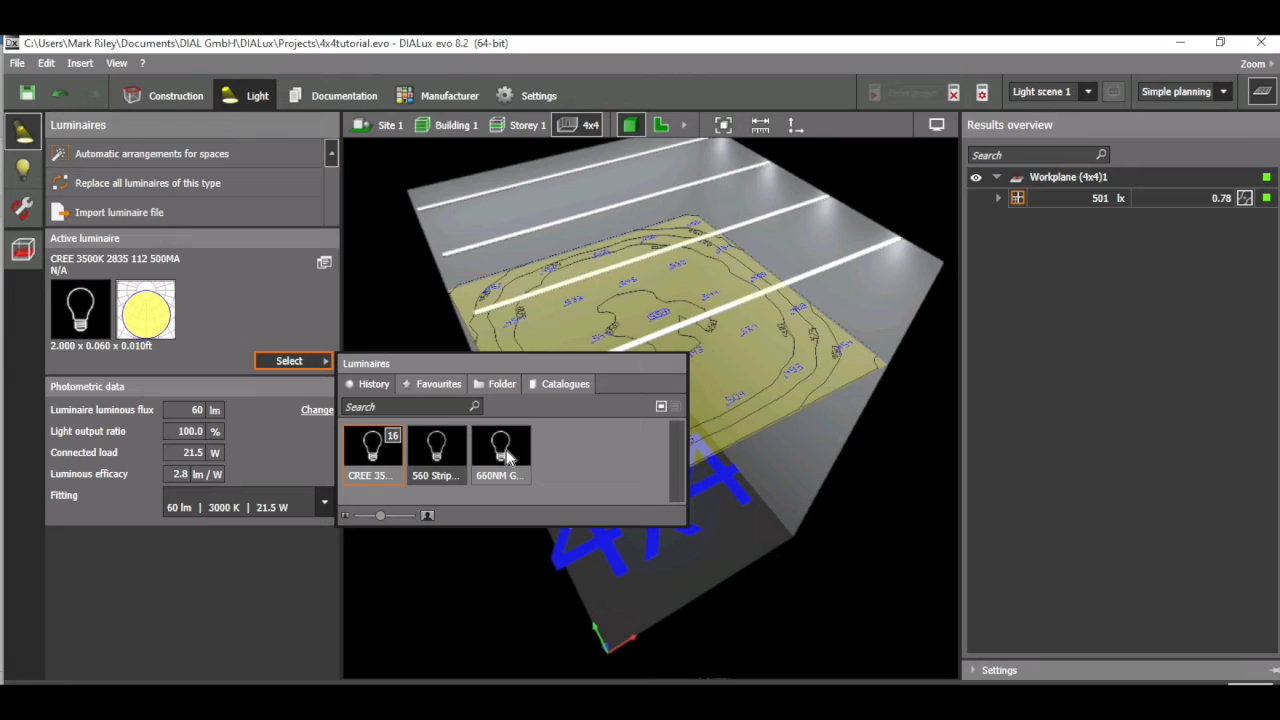 C:\Users\Mark Riley\Documents\DIAL GmbH\DIALux\Projects\4x4tutorial.evo - DIALux evo 8.2 (64-bit)
File Edit Insert View ? Zoom
Construction Light Documentation Manufacturer Settings Entire project Light scene 1 Simple planning
Luminaires
Site 1 Building 1 Storey 1 4x4
Results overview
Automatic arrangements for spaces
Replace all luminaires of this type
Import luminaire file
Search
Workplane (4x4)1
501 lx 0.78
Active luminaire
CREE 3500K 2835 112 500MA
N/A
2.000 x 0.060 x 0.010ft
Select
Photometric data
Luminaire luminous flux 60 lm Change
Light output ratio 100.0 %
Connected load 21.5 W
Luminous efficacy 2.8 lm / W
Fitting
60 lm | 3000 K | 21.5 W
Luminaires
History Favourites Folder Catalogues
Search
16
CREE 35... 560 Strip... 660NM G...
504
4x4
Settings